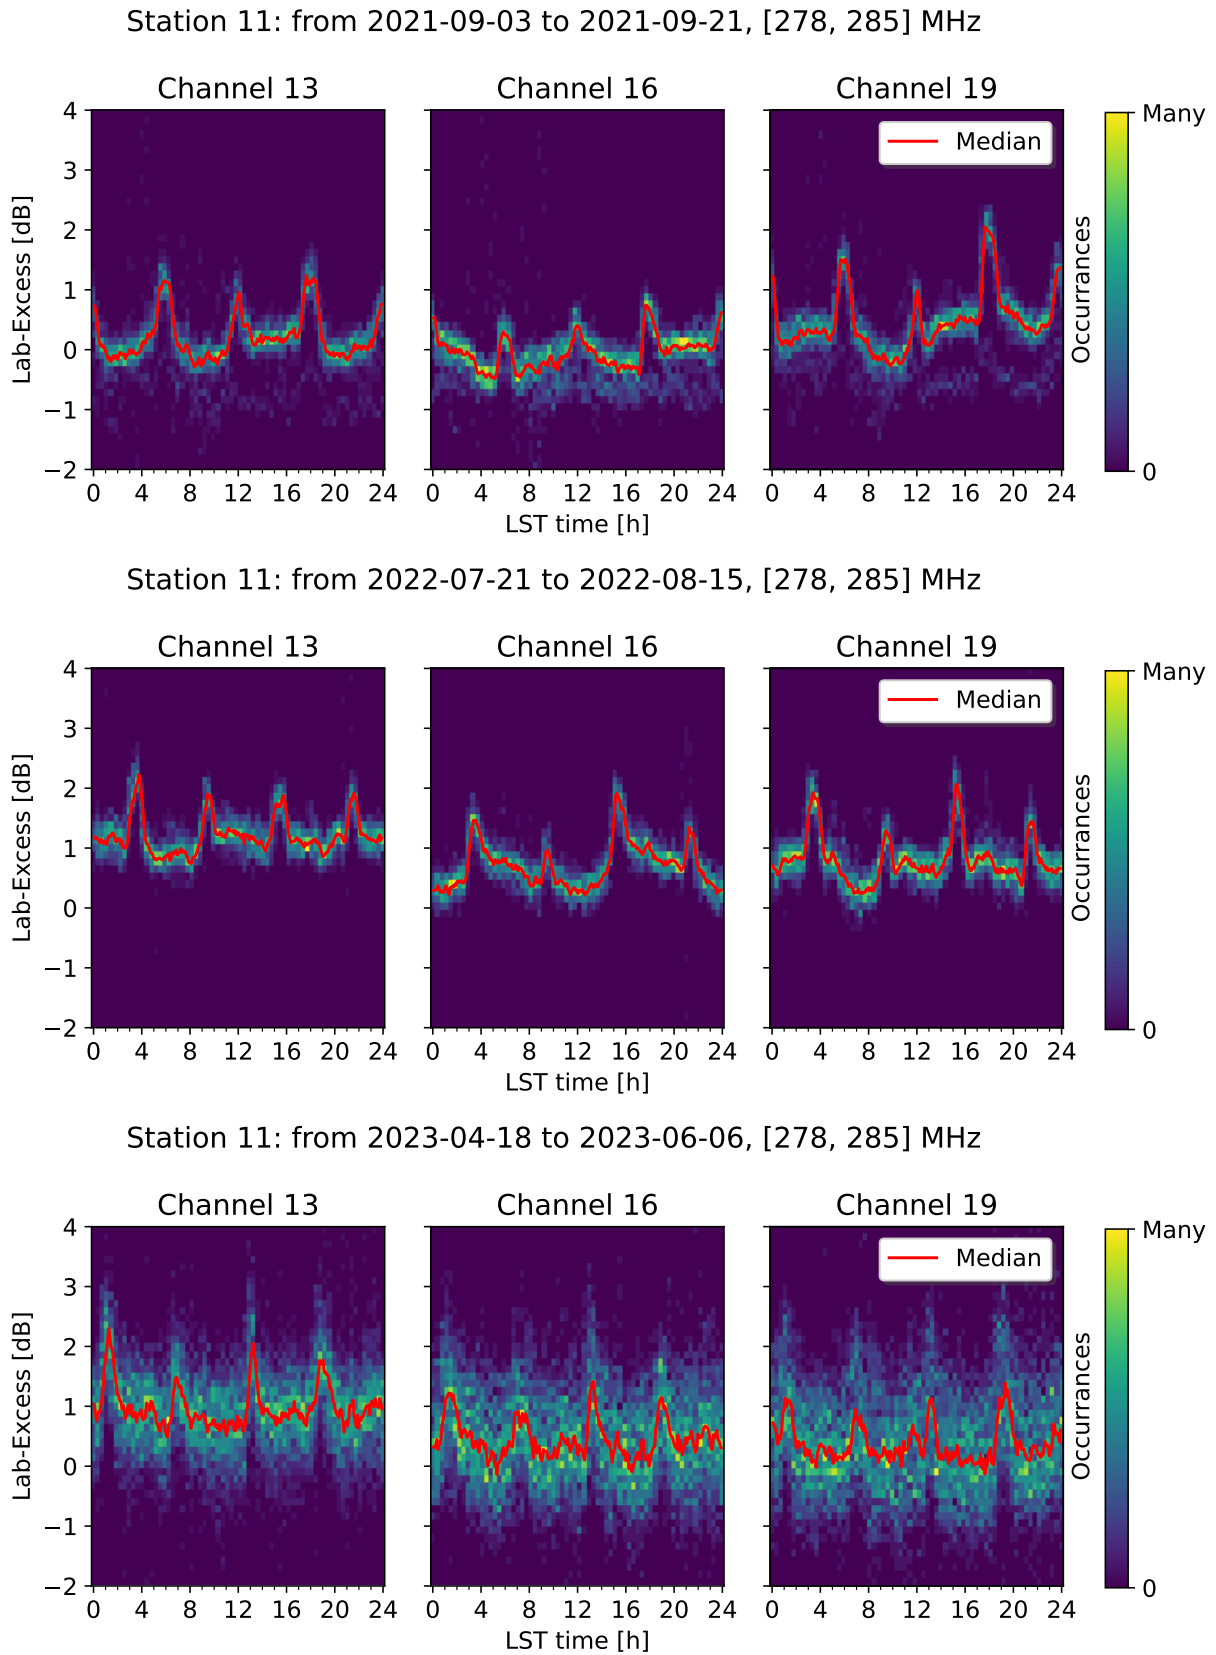 Station 11: from 2021-09-03 to 2021-09-21, [278, 285] MHz
Channel 13
Channel 16
Channel 19
Lab-Excess [dB]
4
3
2
1
0
−1
−2
Median
0 4 8 12 16 20 24
0 4 8 12 16 20 24
0 4 8 12 16 20 24
LST time [h]
Occurrances
Many
0
Station 11: from 2022-07-21 to 2022-08-15, [278, 285] MHz
Channel 13
Channel 16
Channel 19
Lab-Excess [dB]
4
3
2
1
0
−1
−2
Median
0 4 8 12 16 20 24
0 4 8 12 16 20 24
0 4 8 12 16 20 24
LST time [h]
Occurrances
Many
0
Station 11: from 2023-04-18 to 2023-06-06, [278, 285] MHz
Channel 13
Channel 16
Channel 19
Lab-Excess [dB]
4
3
2
1
0
−1
−2
Median
0 4 8 12 16 20 24
0 4 8 12 16 20 24
0 4 8 12 16 20 24
LST time [h]
Occurrances
Many
0